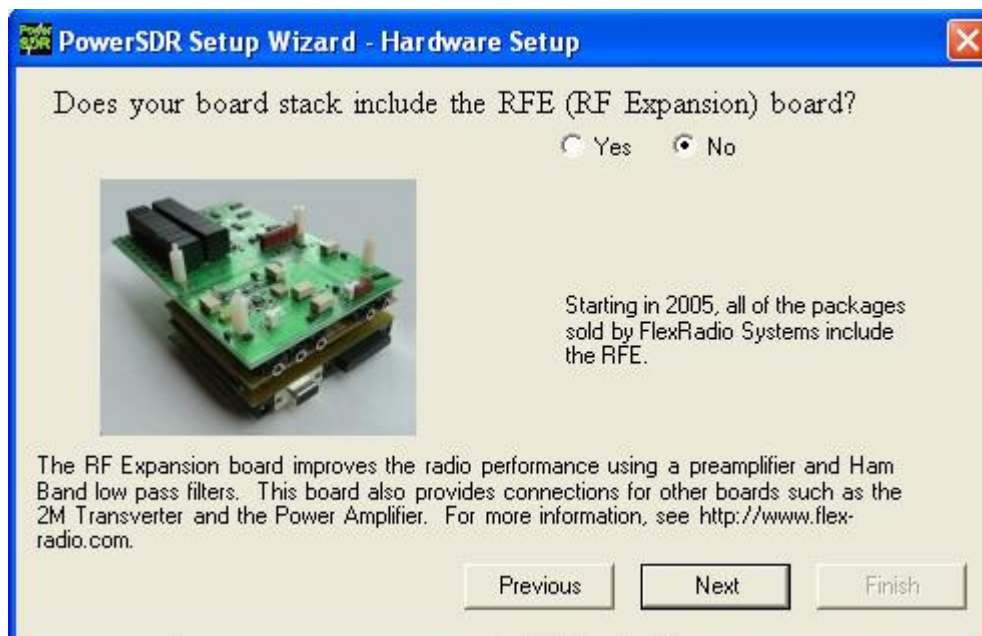 Power SDR PowerSDR Setup Wizard - Hardware Setup
Does your board stack include the RFE (RF Expansion) board?
Yes No
Starting in 2005, all of the packages
sold by FlexRadio Systems include
the RFE.
The RF Expansion board improves the radio performance using a preamplifier and Ham
Band low pass filters. This board also provides connections for other boards such as the
2M Transverter and the Power Amplifier. For more information, see http://www.flex-
radio.com.
Previous Next Finish